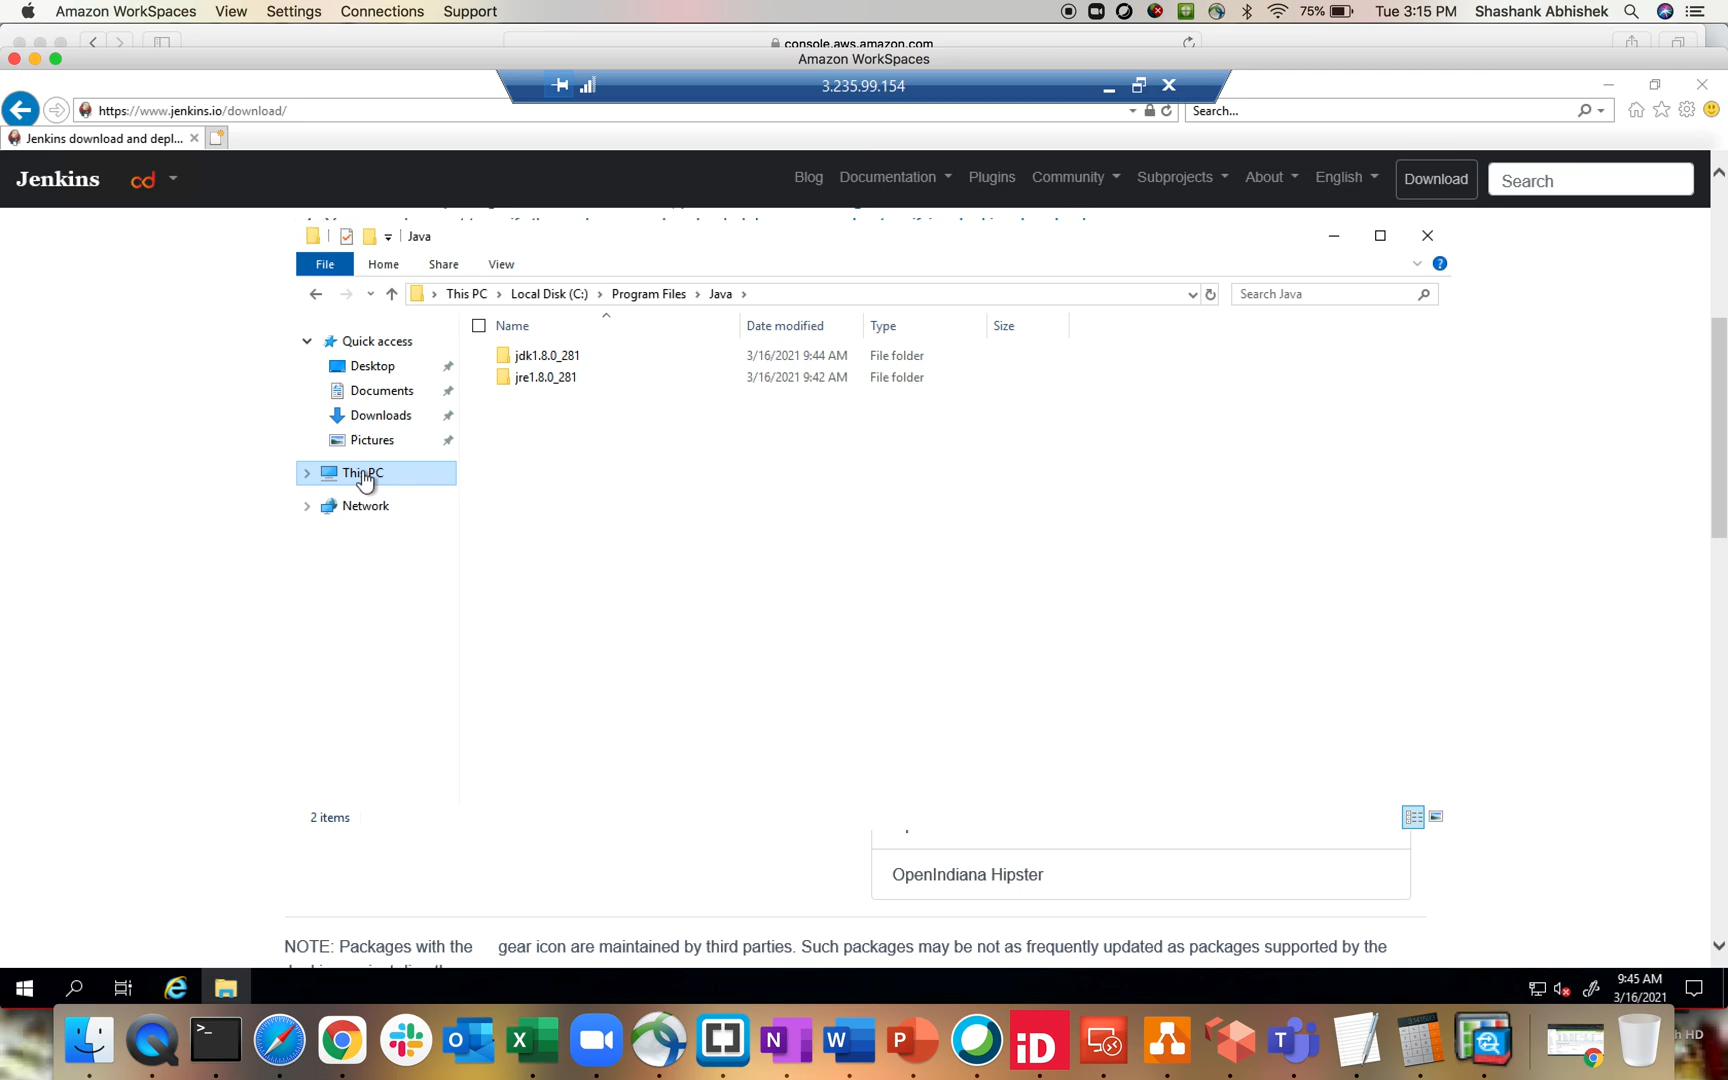 Amazon WorkSpaces View Settings Connections Support 75% Tue 3:15 PM Shashank Abhishek
console.aws.amazon.com
Amazon WorkSpaces
3.235.99.154
https://www.jenkins.io/download/ Search...
Jenkins download and depl...
Jenkins cd Blog Documentation Plugins Community Subprojects About English Download Search
Java
File Home Share View
This PC Local Disk (C:) Program Files Java Search Java
Name Date modified Type Size
Quick access
jdk1.8.0_281 3/16/2021 9:44 AM File folder
Desktop
jre1.8.0_281 3/16/2021 9:42 AM File folder
Documents
Downloads
Pictures
This PC
Network
2 items
OpenIndiana Hipster
NOTE: Packages with the gear icon are maintained by third parties. Such packages may be not as frequently updated as packages supported by the
9:45 AM
3/16/2021
HD